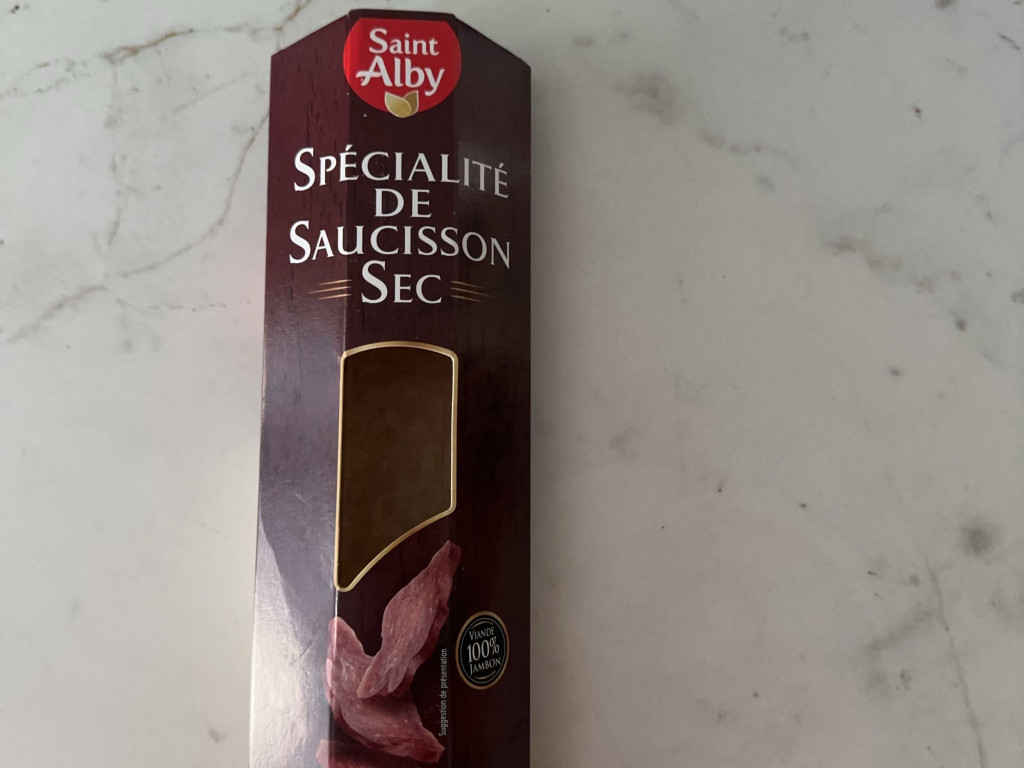 Saint
Alby
SPÉCIALITÉ
DE
SAUCISSON
SEC
VIANDE
100%
JAMBON
Suggestion de présentation